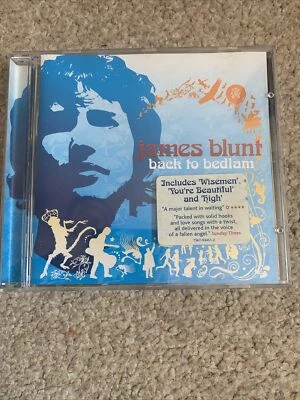 james blunt
back to bedlam
Includes 'Wisemen',
'You're Beautiful'
and 'High'
"A major talent in waiting" Q ★★★★
"Packed with solid hooks
and love songs with a twist,
all delivered in the voice
of a fallen angel." Sunday Times